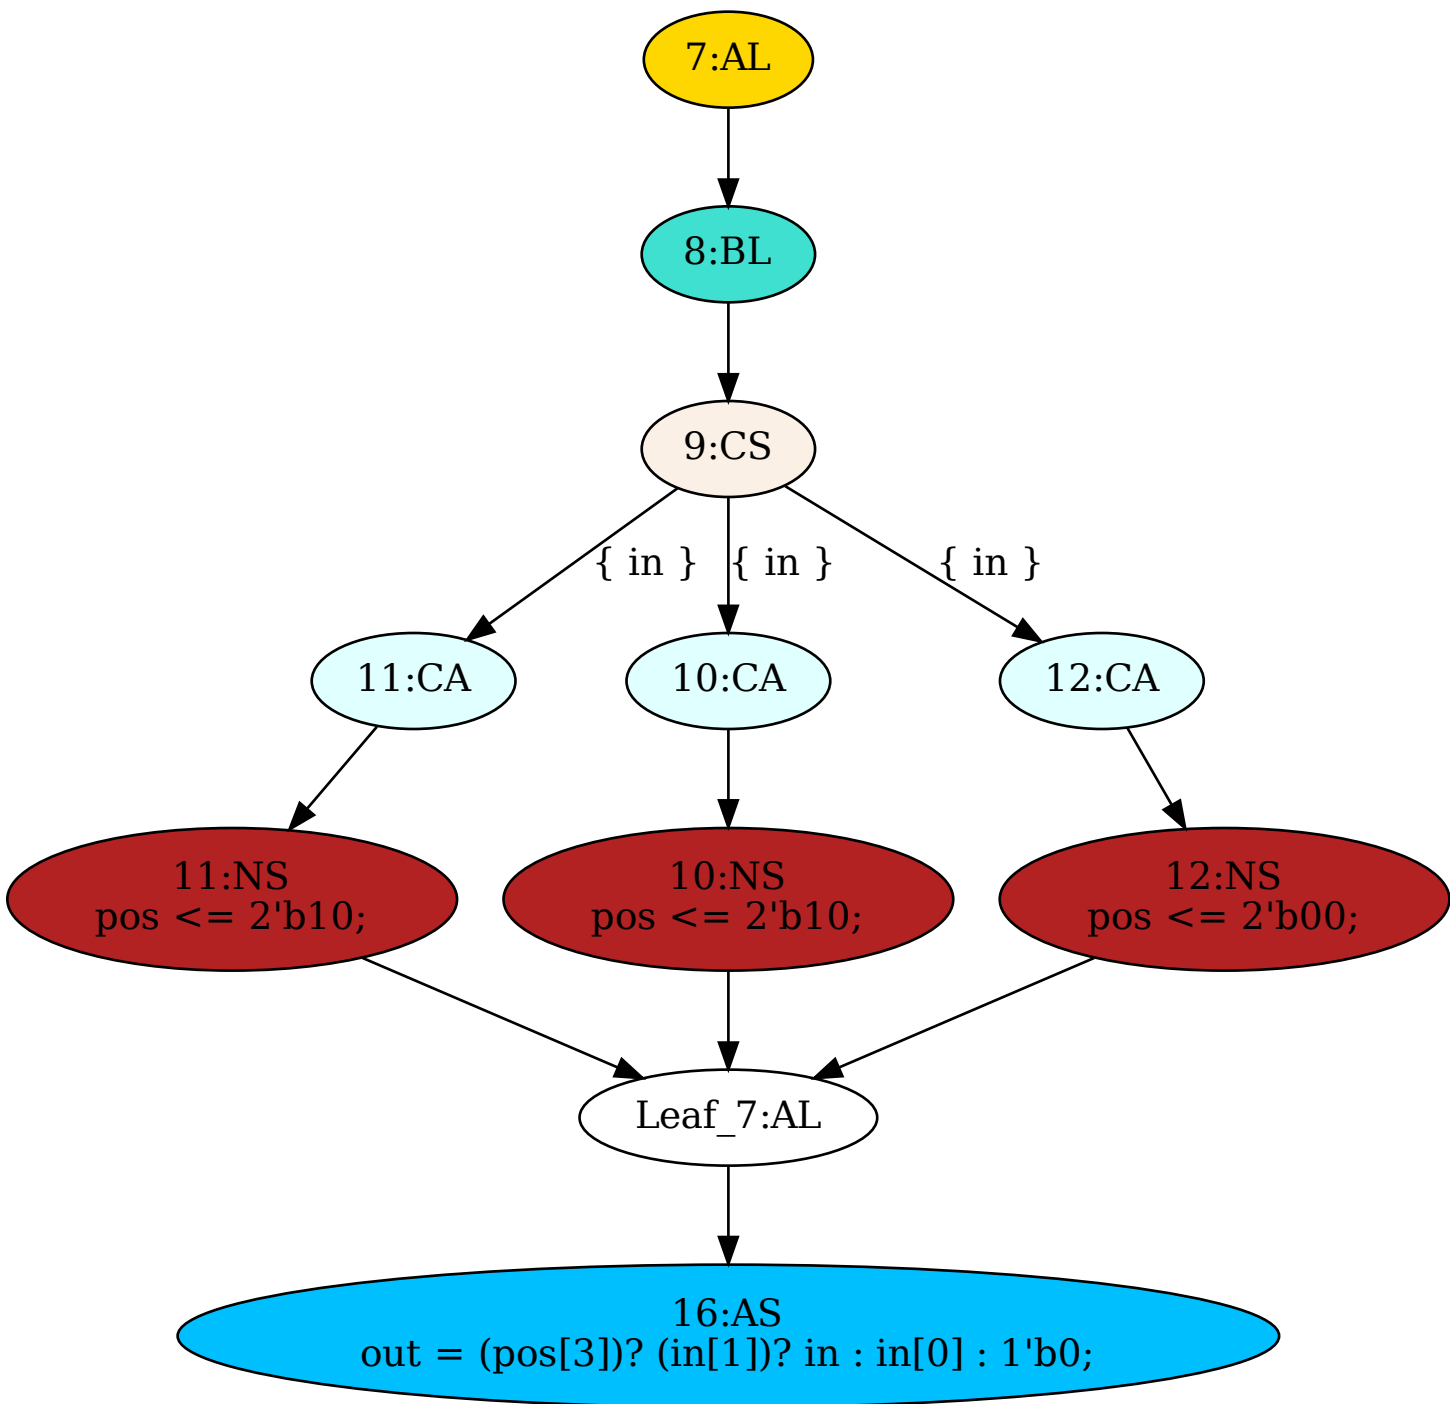 7:AL
8:BL
9:CS
{ in }
{ in }
{ in }
11:CA
10:CA
12:CA
11:NS
pos <= 2'b10;
10:NS
pos <= 2'b10;
12:NS
pos <= 2'b00;
Leaf_7:AL
16:AS
out = (pos[3])? (in[1])? in : in[0] : 1'b0;